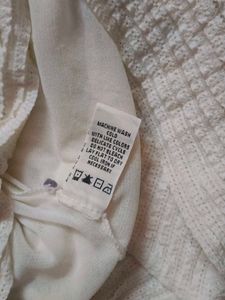 MACHINE WASH
COLD
WITH LIKE COLORS
DELICATE CYCLE
DO NOT BLEACH
LAY FLAT TO DRY
COOL IRON IF
NECESSARY